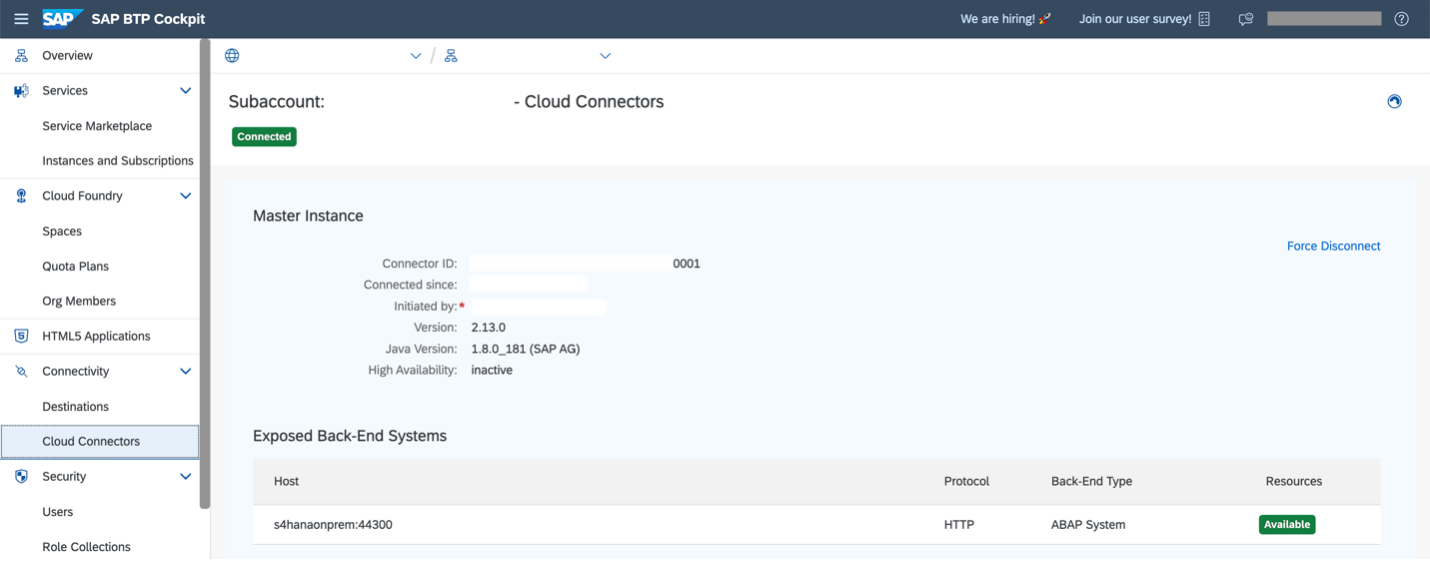 SAP SAP BTP Cockpit We are hiring! Join our user survey!
Overview
Services
Service Marketplace
Instances and Subscriptions
Cloud Foundry
Spaces
Quota Plans
Org Members
HTML5 Applications
Connectivity
Destinations
Cloud Connectors
Security
Users
Role Collections
/
Subaccount: - Cloud Connectors
Connected
Master Instance
Force Disconnect
Connector ID: 0001
Connected since:
Initiated by:*
Version: 2.13.0
Java Version: 1.8.0_181 (SAP AG)
High Availability: inactive
Exposed Back-End Systems
Host Protocol Back-End Type Resources
s4hanaonprem:44300 HTTP ABAP System Available